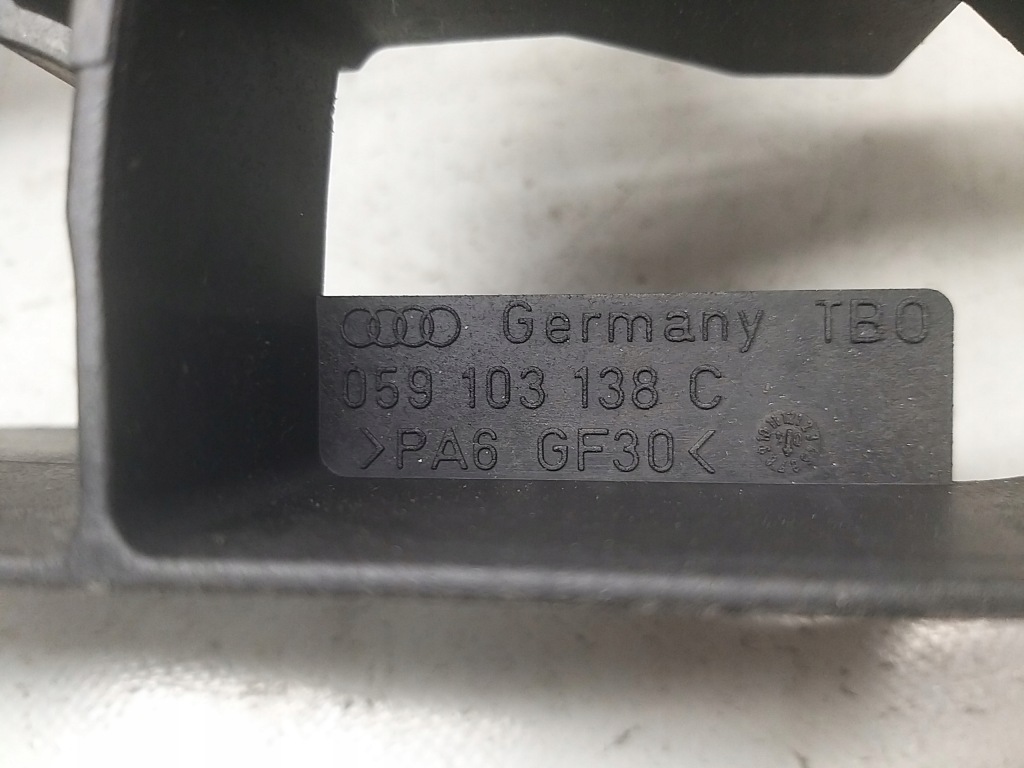 Germany TBO
059 103 138 C
>PA6 GF30<